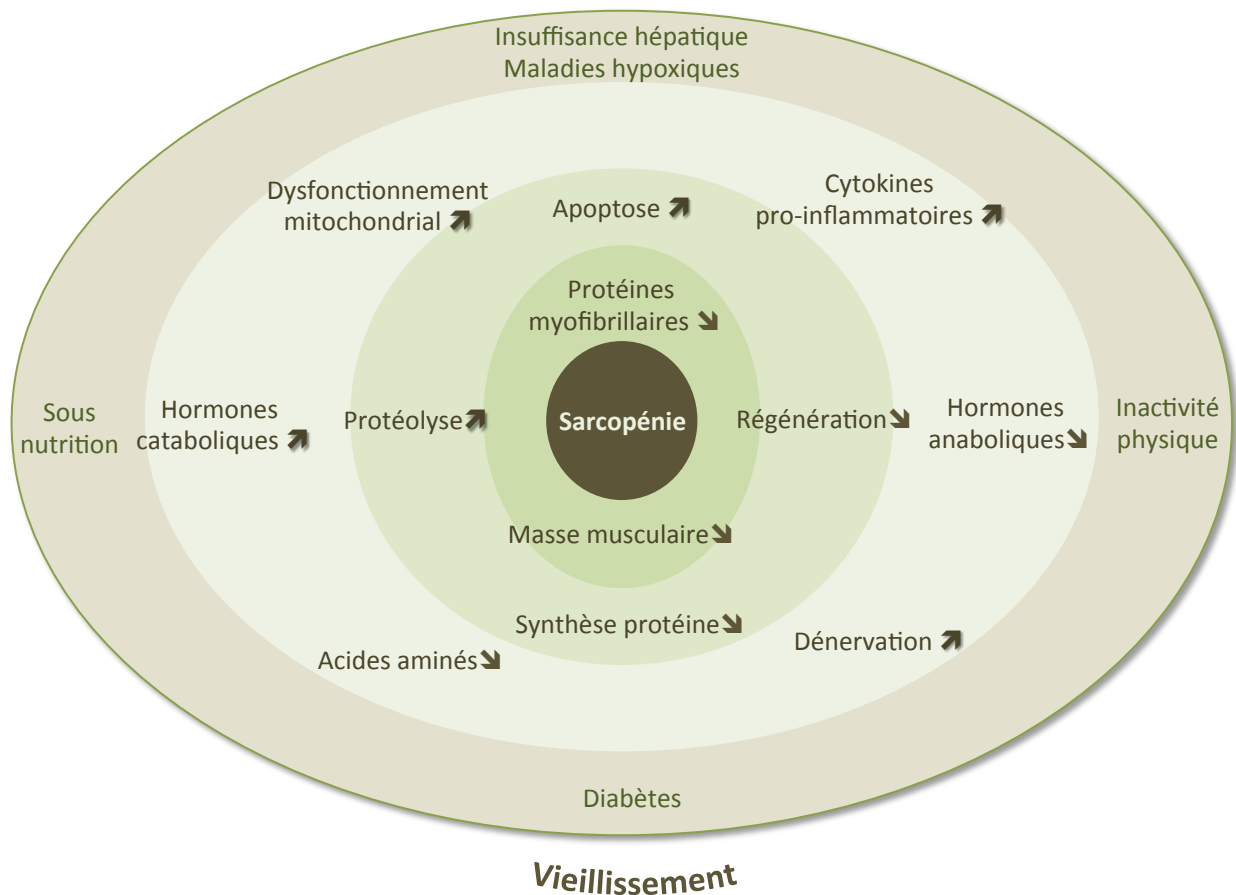 Insuffisance hépatique
Maladies hypoxiques
Dysfonctionnement
mitochondrial ↗
Apoptose ↗
Cytokines
pro-inflammatoires ↗
Protéines
myofibrillaires ↘
Sous
nutrition
Hormones
cataboliques ↗
Protéolyse ↗
Sarcopénie
Régénération ↘
Hormones
anaboliques ↘
Inactivité
physique
Masse musculaire ↘
Synthèse protéine ↘
Acides aminés ↘
Dénervation ↗
Diabètes
Vieillissement